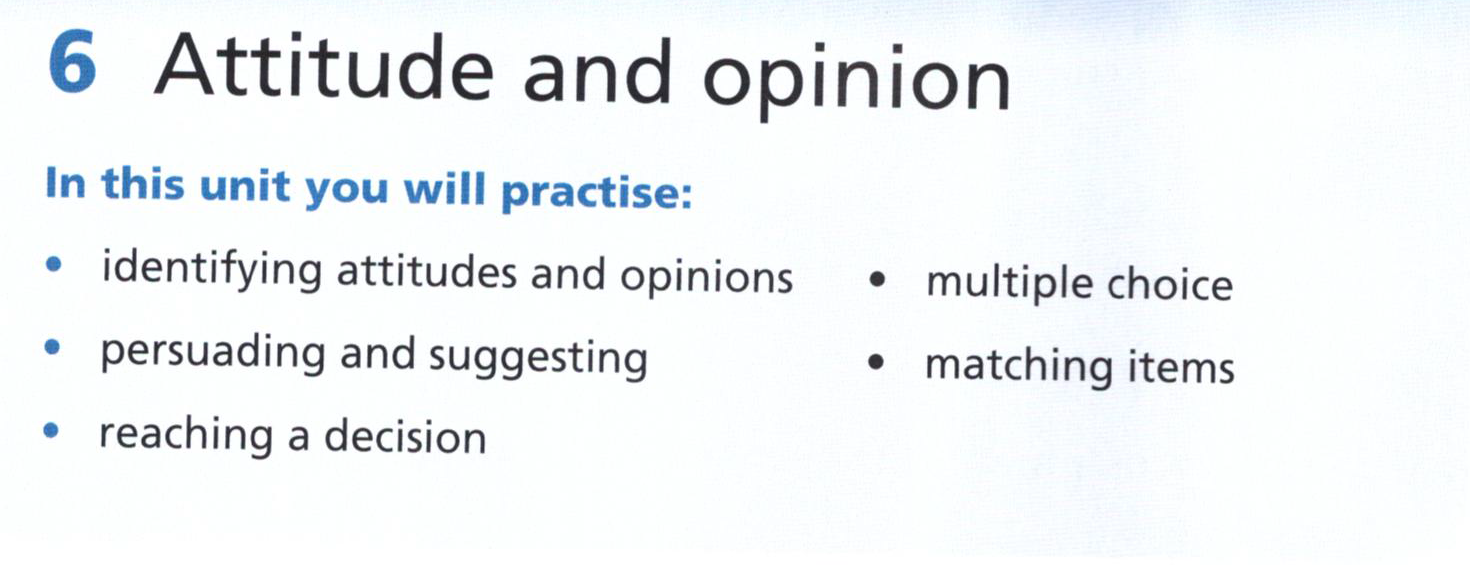 6 Attitude and opinion
In this unit you will practise:
• identifying attitudes and opinions
• persuading and suggesting
• reaching a decision
• multiple choice
• matching items